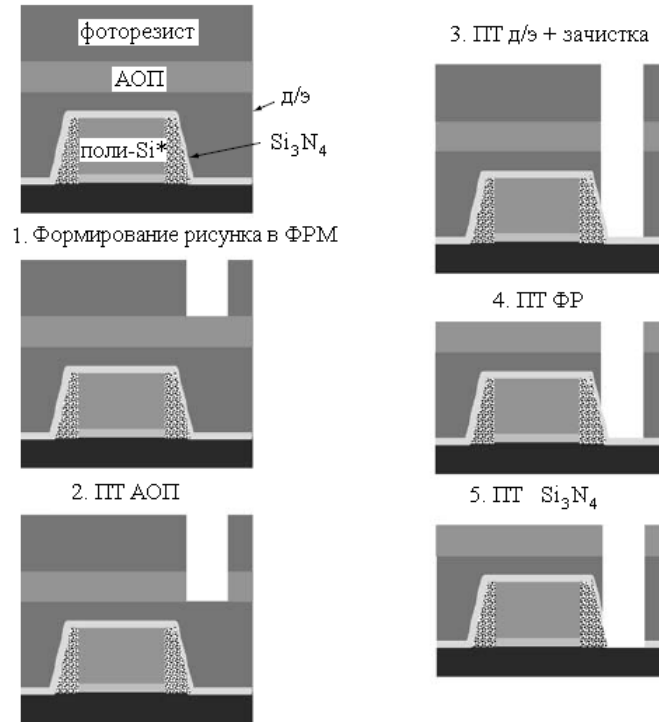 фоторезист
АОП
д/э
поли-Si*
Si₃N₄
1. Формирование рисунка в ФРМ
2. ПТ АОП
3. ПТ д/э + зачистка
4. ПТ ФР
5. ПТ Si₃N₄